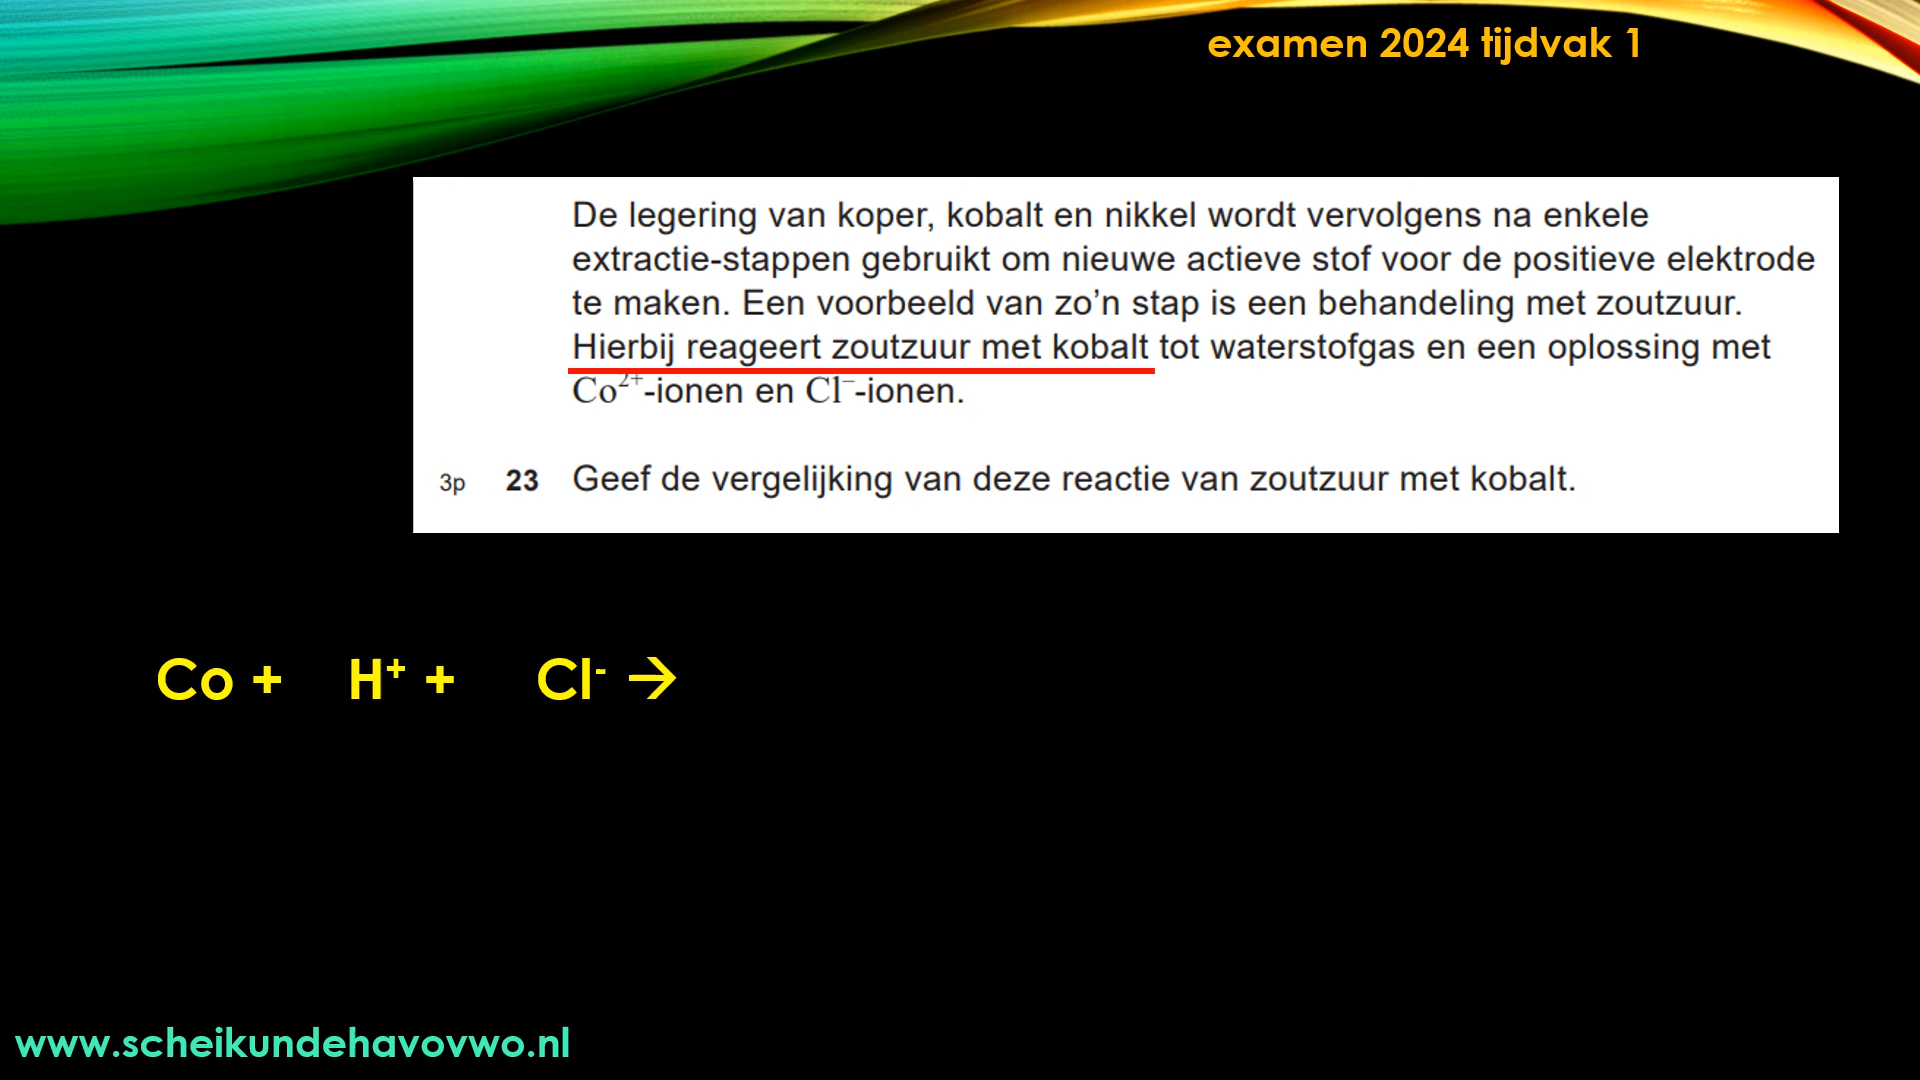 examen 2024 tijdvak 1
De legering van koper, kobalt en nikkel wordt vervolgens na enkele
extractie-stappen gebruikt om nieuwe actieve stof voor de positieve elektrode
te maken. Een voorbeeld van zo’n stap is een behandeling met zoutzuur.
Hierbij reageert zoutzuur met kobalt tot waterstofgas en een oplossing met
Co²⁺-ionen en Cl⁻-ionen.
3p 23 Geef de vergelijking van deze reactie van zoutzuur met kobalt.
Co + H⁺ + Cl⁻ →
www.scheikundehavovwo.nl